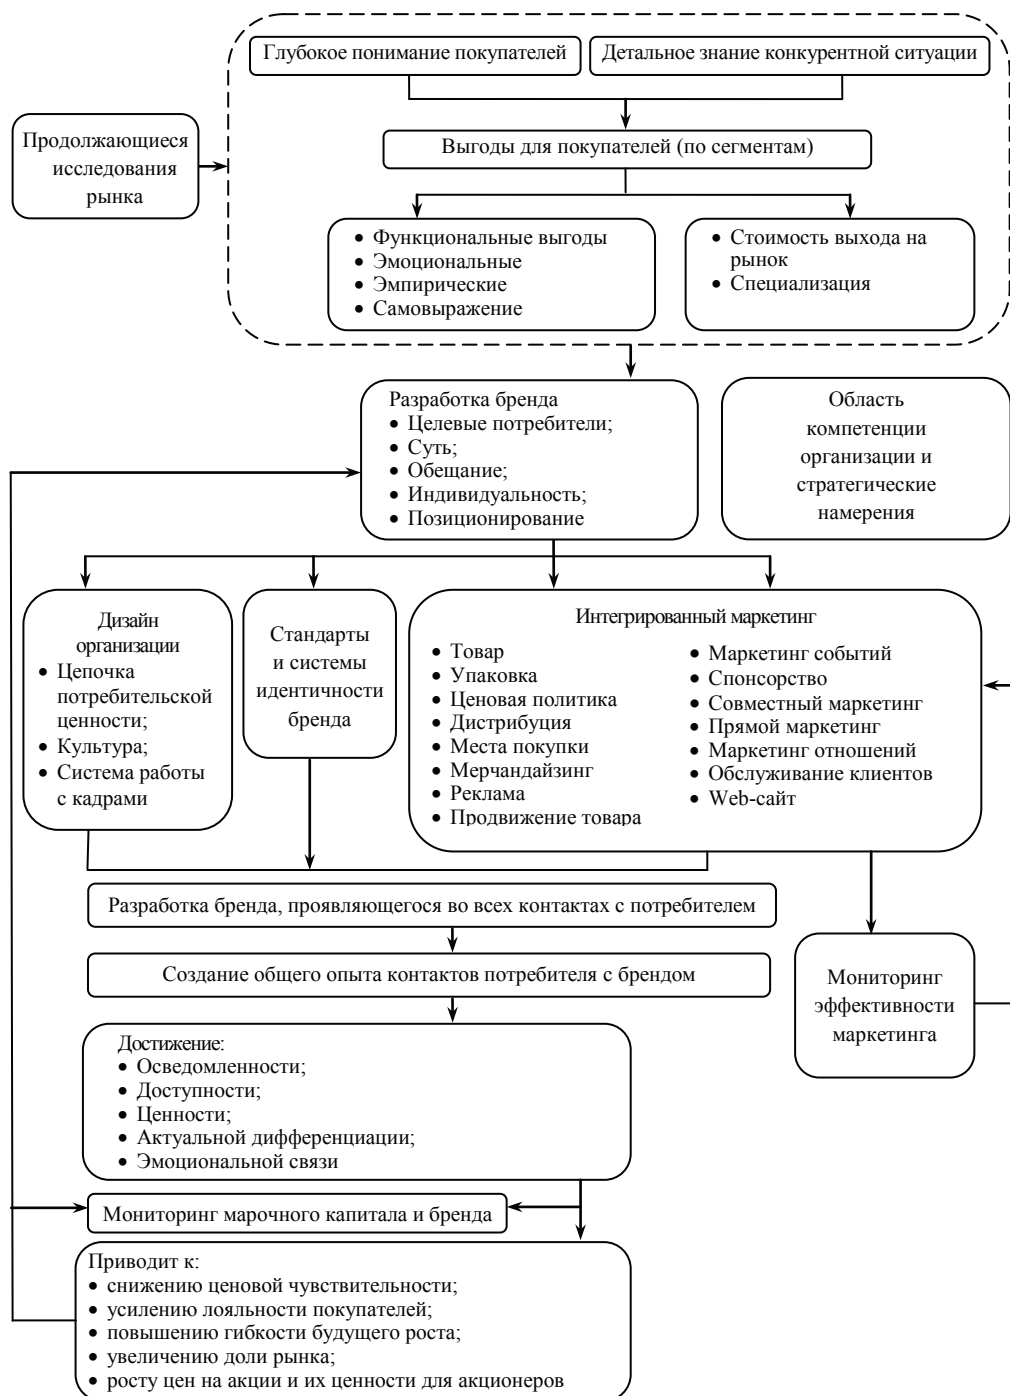 Глубокое понимание покупателей
Детальное знание конкурентной ситуации
Продолжающиеся
исследования
рынка
Выгоды для покупателей (по сегментам)
• Функциональные выгоды
• Эмоциональные
• Эмпирические
• Самовыражение
• Стоимость выхода на
рынок
• Специализация
Разработка бренда
• Целевые потребители;
• Суть;
• Обещание;
• Индивидуальность;
• Позиционирование
Область
компетенции
организации и
стратегические
намерения
Дизайн
организации
• Цепочка
потребительской
ценности;
• Культура;
• Система работы
с кадрами
Стандарты
и системы
идентичности
бренда
Интегрированный маркетинг
• Товар
• Упаковка
• Ценовая политика
• Дистрибуция
• Места покупки
• Мерчандайзинг
• Реклама
• Продвижение товара
• Маркетинг событий
• Спонсорство
• Совместный маркетинг
• Прямой маркетинг
• Маркетинг отношений
• Обслуживание клиентов
• Web-сайт
Разработка бренда, проявляющегося во всех контактах с потребителем
Создание общего опыта контактов потребителя с брендом
Мониторинг
эффективности
маркетинга
Достижение:
• Осведомленности;
• Доступности;
• Ценности;
• Актуальной дифференциации;
• Эмоциональной связи
Мониторинг марочного капитала и бренда
Приводит к:
• снижению ценовой чувствительности;
• усилению лояльности покупателей;
• повышению гибкости будущего роста;
• увеличению доли рынка;
• росту цен на акции и их ценности для акционеров